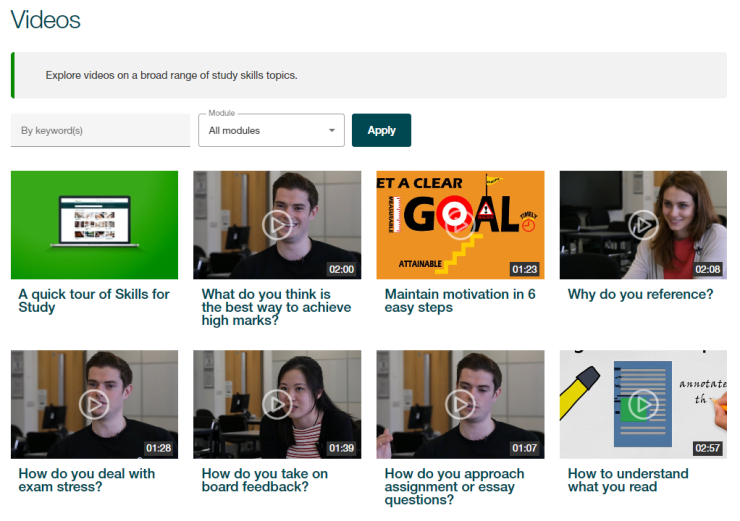 Videos
Explore videos on a broad range of study skills topics.
By keyword(s)
Module
All modules
Apply
ET A CLEAR
GOAL
MEASURABLE
TIMELY
ATTAINABLE
02:00
01:23
02:08
A quick tour of Skills for
Study
What do you think is
the best way to achieve
high marks?
Maintain motivation in 6
easy steps
Why do you reference?
annotate
th
01:28
01:39
01:07
02:57
How do you deal with
exam stress?
How do you take on
board feedback?
How do you approach
assignment or essay
questions?
How to understand
what you read